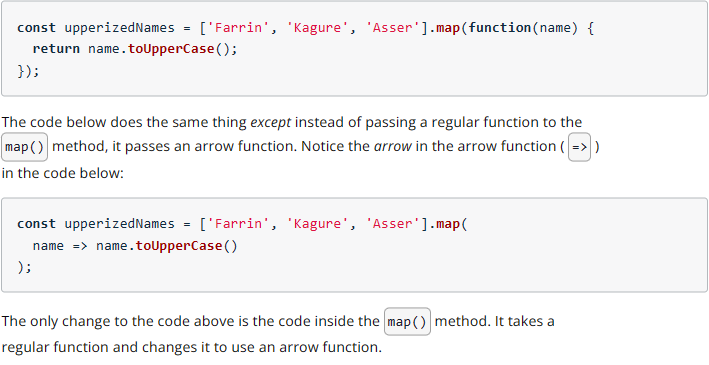 const upperizedNames = ['Farrin', 'Kagure', 'Asser'].map(function(name) {
  return name.toUpperCase();
});
The code below does the same thing except instead of passing a regular function to the
map() method, it passes an arrow function. Notice the arrow in the arrow function ( => )
in the code below:
const upperizedNames = ['Farrin', 'Kagure', 'Asser'].map(
  name => name.toUpperCase()
);
The only change to the code above is the code inside the map() method. It takes a
regular function and changes it to use an arrow function.